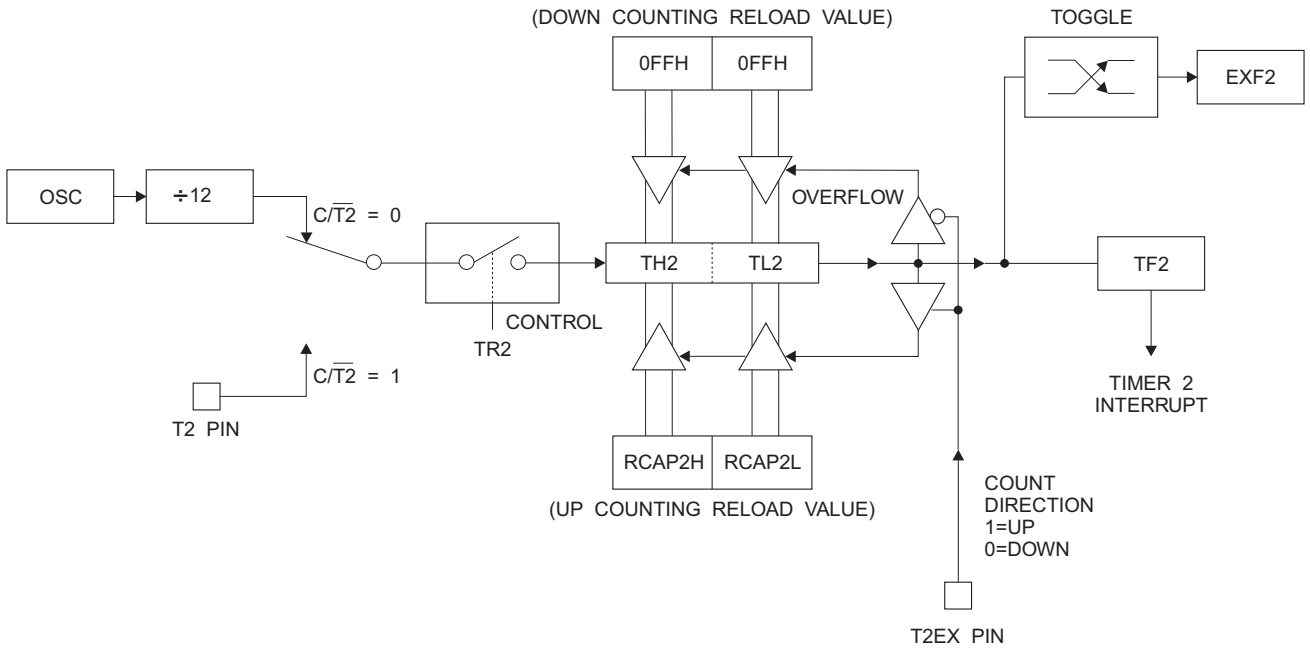 (DOWN COUNTING RELOAD VALUE)
TOGGLE
0FFH 0FFH
EXF2
OSC
÷12
C/T2̅ = 0
OVERFLOW
TH2 TL2
TF2
CONTROL
TR2
C/T2̅ = 1
T2 PIN
TIMER 2
INTERRUPT
RCAP2H RCAP2L
(UP COUNTING RELOAD VALUE)
COUNT
DIRECTION
1=UP
0=DOWN
T2EX PIN